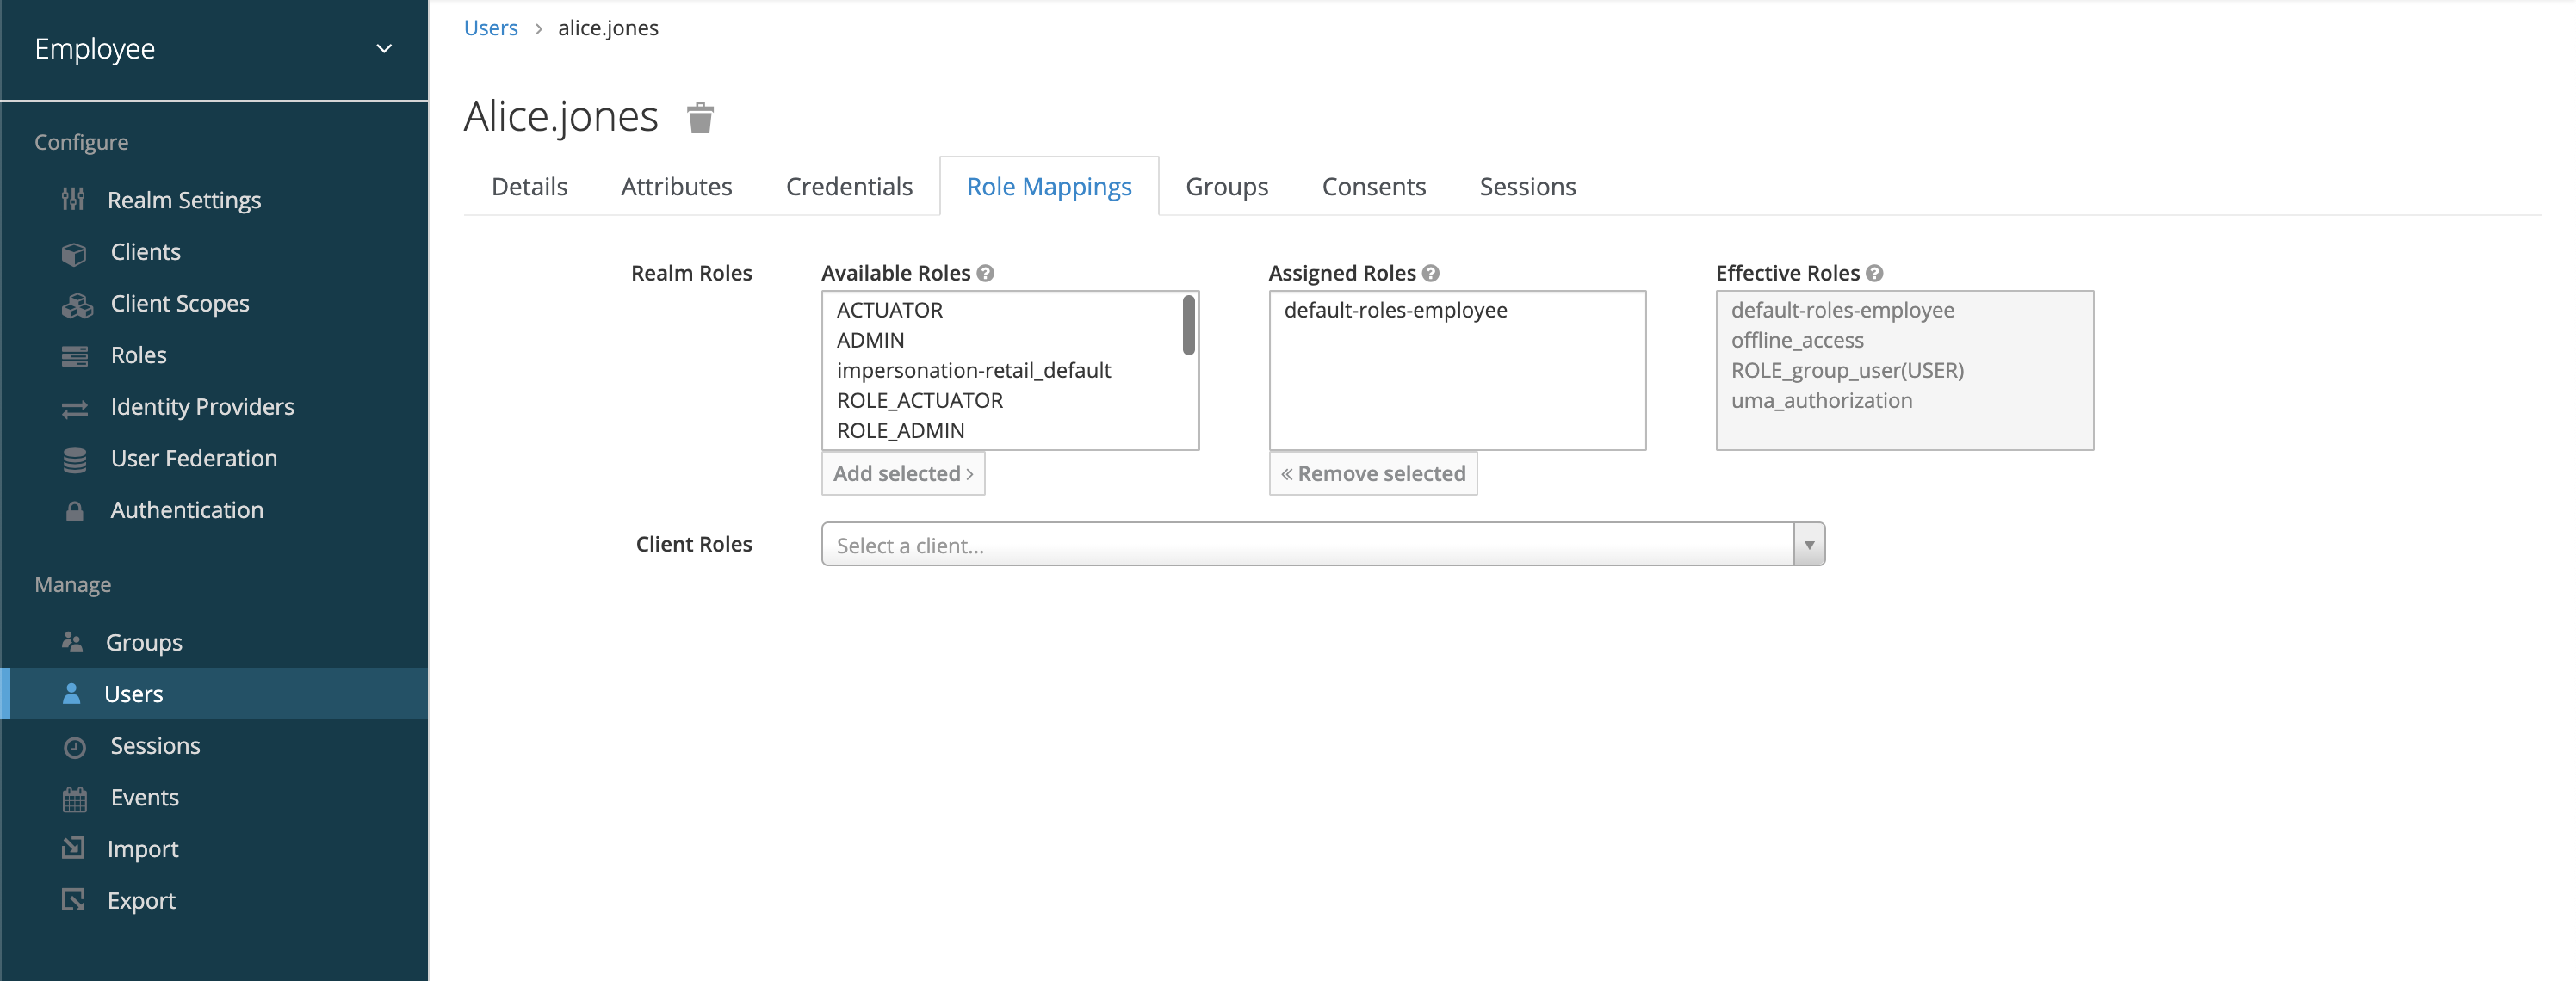 Employee
Configure
Realm Settings
Clients
Client Scopes
Roles
Identity Providers
User Federation
Authentication
Manage
Groups
Users
Sessions
Events
Import
Export
Users > alice.jones
Alice.jones
Details Attributes Credentials Role Mappings Groups Consents Sessions
Realm Roles
Available Roles ?
ACTUATOR
ADMIN
impersonation-retail_default
ROLE_ACTUATOR
ROLE_ADMIN
Add selected >
Assigned Roles ?
default-roles-employee
« Remove selected
Effective Roles ?
default-roles-employee
offline_access
ROLE_group_user(USER)
uma_authorization
Client Roles
Select a client...